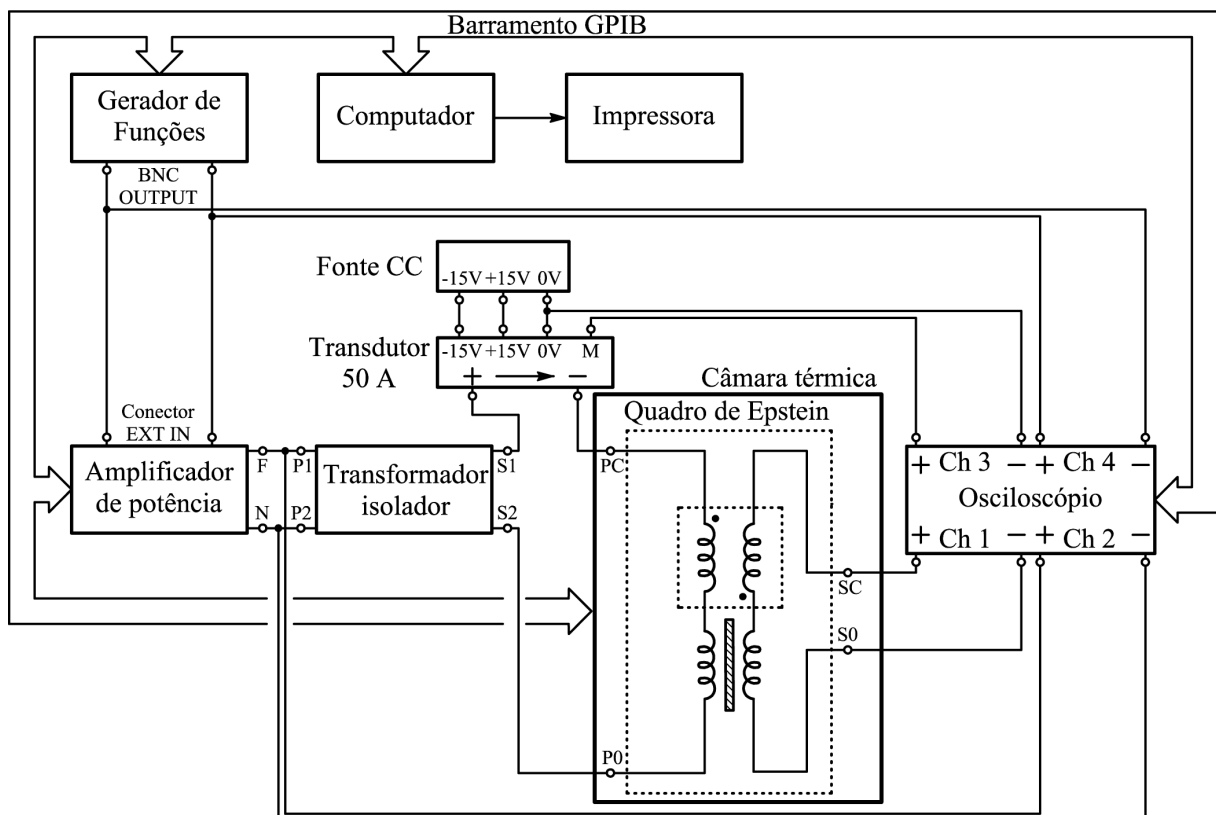 Barramento GPIB
Gerador de
Funções
Computador
Impressora
BNC
OUTPUT
Fonte CC
-15V +15V 0V
Transdutor
50 A
-15V +15V 0V M
+ −
Câmara térmica
Quadro de Epstein
Conector
EXT IN
Amplificador
de potência
F
N
P1
P2
Transformador
isolador
S1
S2
PC
P0
SC
S0
+ Ch 3 − + Ch 4 −
Osciloscópio
+ Ch 1 − + Ch 2 −